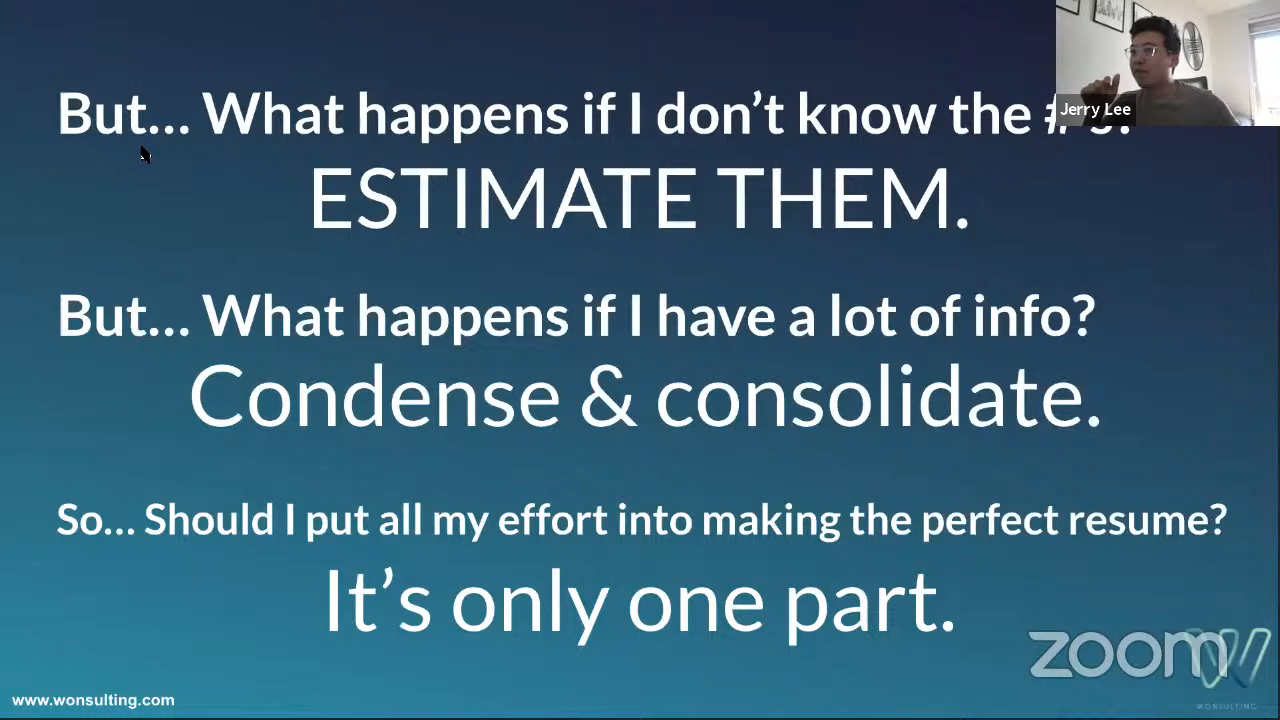 But... What happens if I don't know the
Jerry Lee
ESTIMATE THEM.
But... What happens if I have a lot of info?
Condense & consolidate.
So... Should I put all my effort into making the perfect resume?
It's only one part.
zoom
www.wonsulting.com
WONSULTING